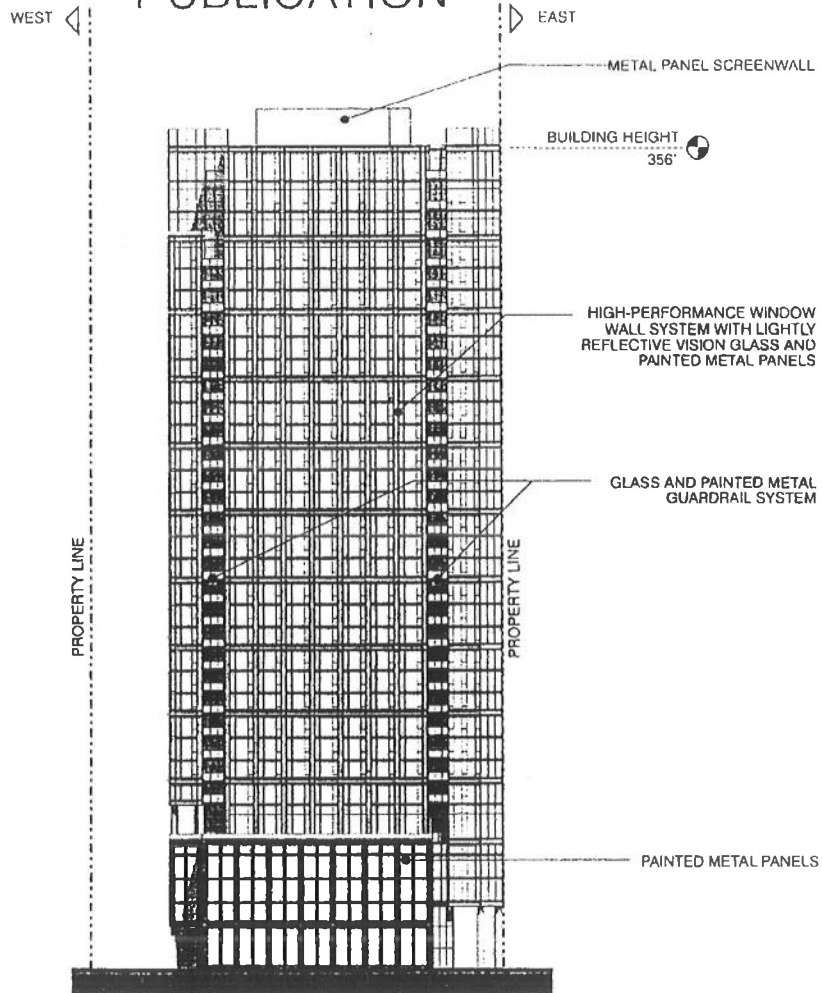 PUBLICATION
WEST
EAST
METAL PANEL SCREENWALL
BUILDING HEIGHT
356'
HIGH-PERFORMANCE WINDOW
WALL SYSTEM WITH LIGHTLY
REFLECTIVE VISION GLASS AND
PAINTED METAL PANELS
GLASS AND PAINTED METAL
GUARDRAIL SYSTEM
PROPERTY LINE
PROPERTY LINE
PAINTED METAL PANELS